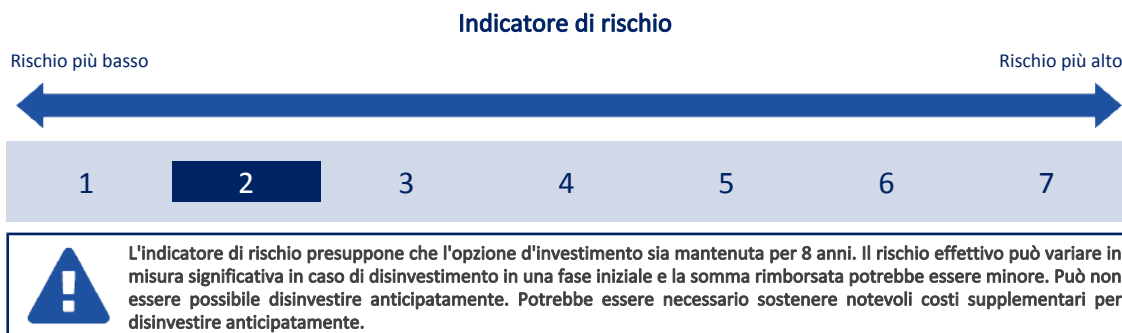 Indicatore di rischio
Rischio più basso
Rischio più alto
1 2 3 4 5 6 7
L'indicatore di rischio presuppone che l'opzione d'investimento sia mantenuta per 8 anni. Il rischio effettivo può variare in
misura significativa in caso di disinvestimento in una fase iniziale e la somma rimborsata potrebbe essere minore. Può non
essere possibile disinvestire anticipatamente. Potrebbe essere necessario sostenere notevoli costi supplementari per
disinvestire anticipatamente.